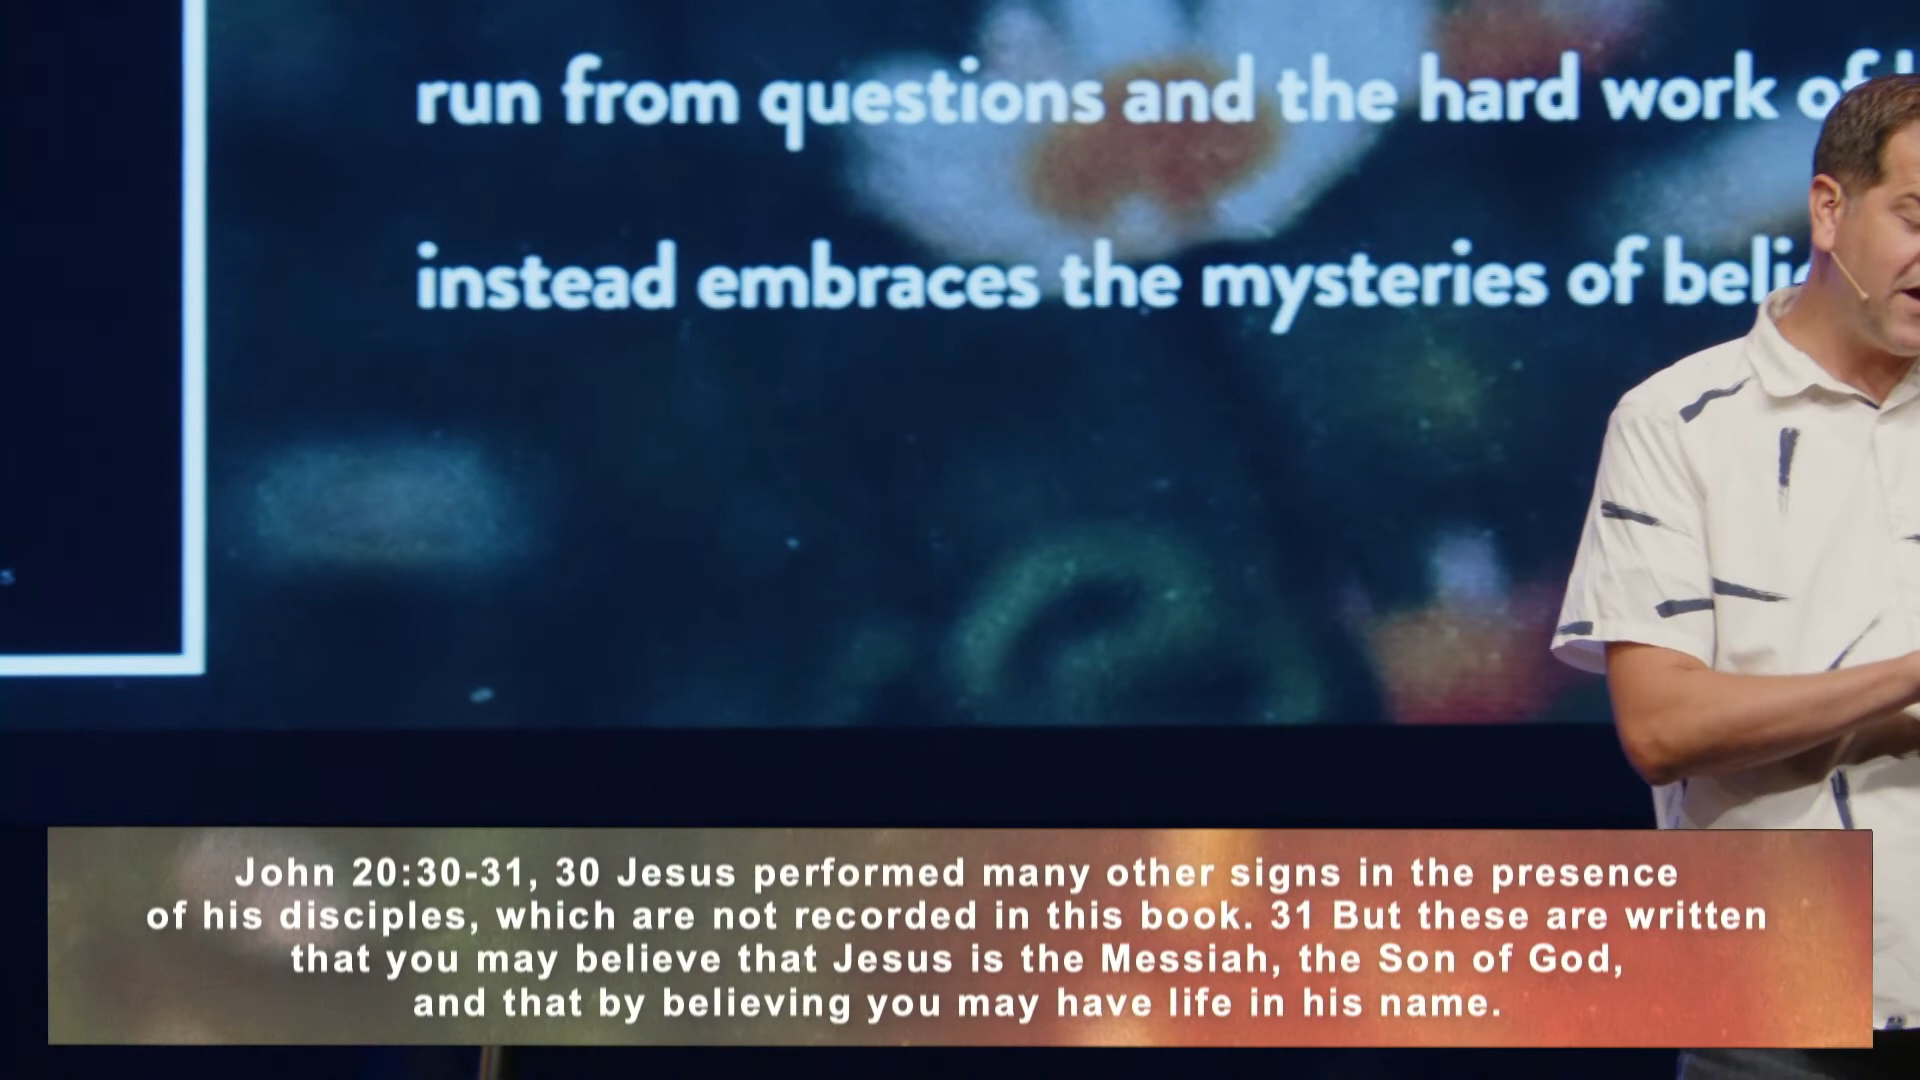 run from questions and the hard work of
instead embraces the mysteries of
John 20:30-31, 30 Jesus performed many other signs in the presence
of his disciples, which are not recorded in this book. 31 But these are written
that you may believe that Jesus is the Messiah, the Son of God,
and that by believing you may have life in his name.